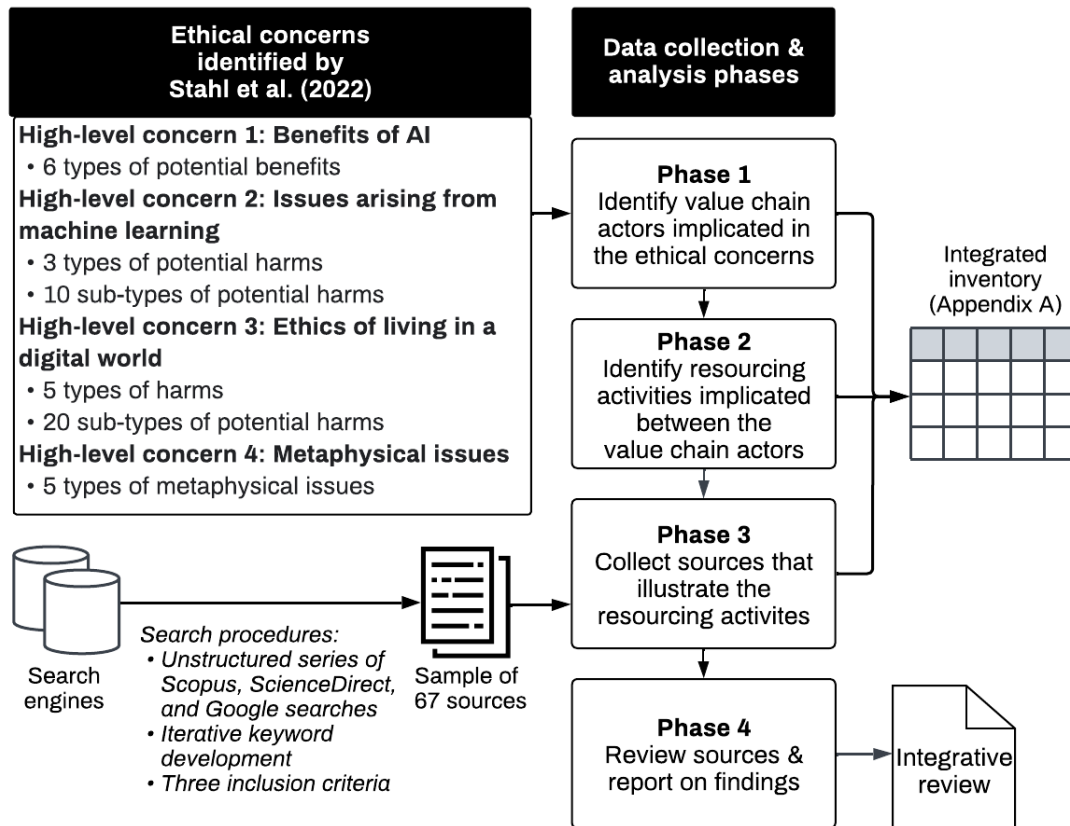 Ethical concerns
identified by
Stahl et al. (2022)
High-level concern 1: Benefits of AI
• 6 types of potential benefits
High-level concern 2: Issues arising from
machine learning
• 3 types of potential harms
• 10 sub-types of potential harms
High-level concern 3: Ethics of living in a
digital world
• 5 types of harms
• 20 sub-types of potential harms
High-level concern 4: Metaphysical issues
• 5 types of metaphysical issues
Data collection &
analysis phases
Phase 1
Identify value chain
actors implicated in
the ethical concerns
Phase 2
Identify resourcing
activities implicated
between the
value chain actors
Phase 3
Collect sources that
illustrate the
resourcing activites
Phase 4
Review sources &
report on findings
Integrated
inventory
(Appendix A)
Search
engines
Search procedures:
• Unstructured series of
Scopus, ScienceDirect,
and Google searches
• Iterative keyword
development
• Three inclusion criteria
Sample of
67 sources
Integrative
review